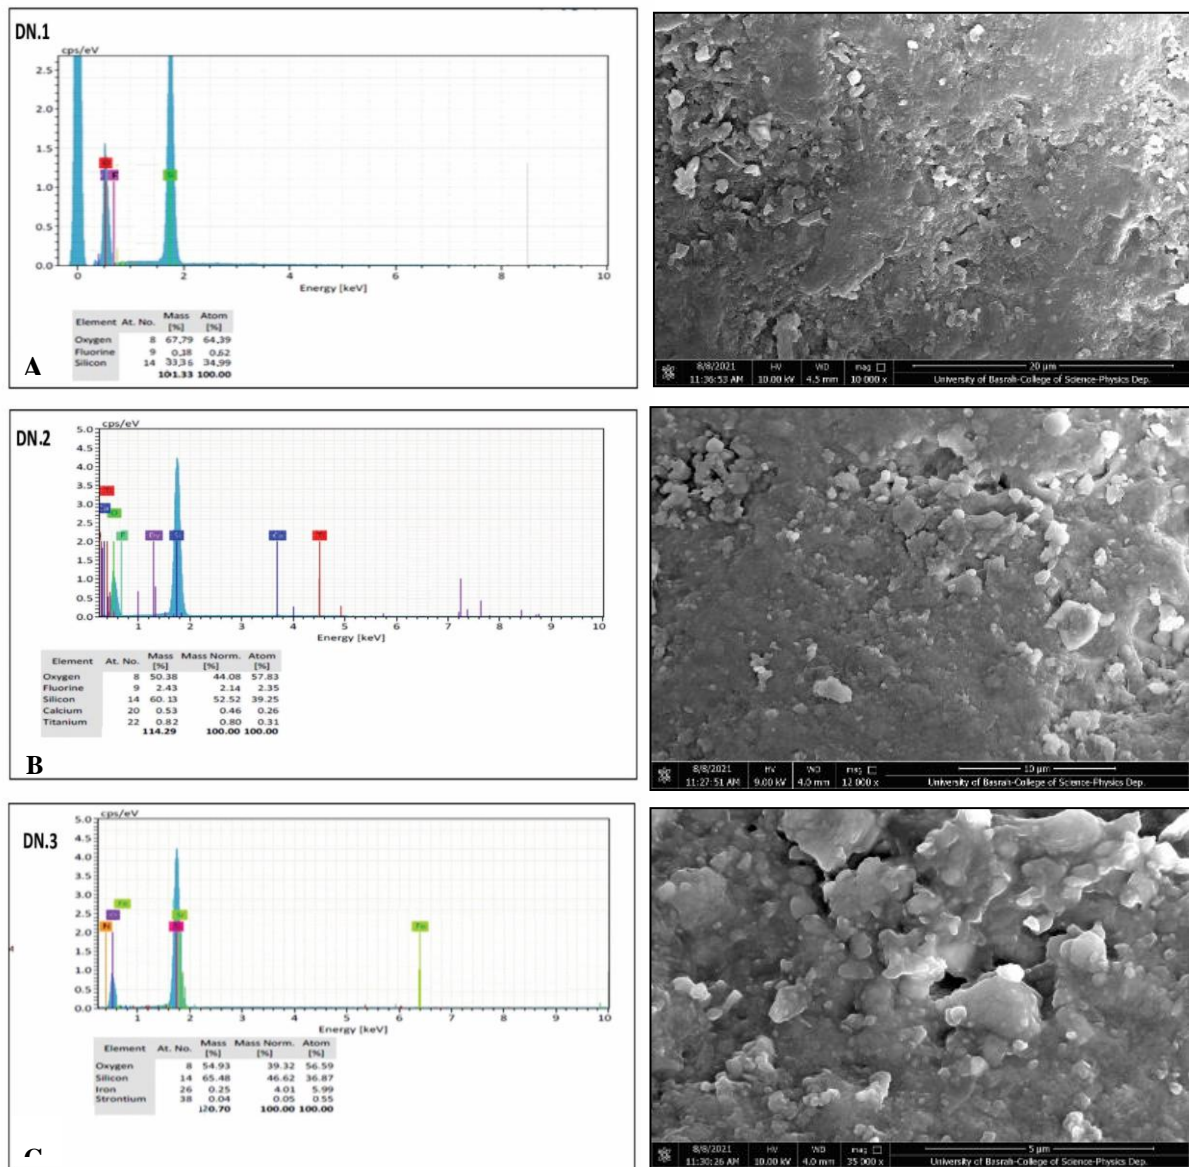 DN.1
cps/eV
2.5
2.0
1.5
1.0
0.5
0.0
0 2 4 6 8 10
Energy [keV]
Element At. No. Mass [%] Atom [%]
Oxygen 8 67.79 64.39
Fluorine 9 0.18 0.62
Silicon 14 33.36 34.99
101.33 100.00
A
8/8/2021 HV WD mag 20 µm
11:36:53 AM 10.00 kV 4.5 mm 10 000 x University of Basrah-College of Science-Physics Dep.
DN.2
cps/eV
5.0
4.5
4.0
3.5
3.0
2.5
2.0
1.5
1.0
0.5
0.0
1 2 3 4 5 6 7 8 9 10
Energy [keV]
Element At. No. Mass [%] Mass Norm. [%] Atom [%]
Oxygen 8 50.38 44.08 57.83
Fluorine 9 2.43 2.14 2.35
Silicon 14 60.13 52.52 39.25
Calcium 20 0.53 0.46 0.26
Titanium 22 0.82 0.80 0.31
114.29 100.00 100.00
B
8/8/2021 HV WD mag 10 µm
11:27:51 AM 9.00 kV 4.0 mm 12 000 x University of Basrah-College of Science-Physics Dep.
DN.3
cps/eV
5.0
4.5
4.0
3.5
3.0
2.5
2.0
1.5
1.0
0.5
0.0
1 2 3 4 5 6 7 8 9 10
Energy [keV]
Element At. No. Mass [%] Mass Norm. [%] Atom [%]
Oxygen 8 54.93 39.32 56.59
Silicon 14 65.48 46.62 36.87
Iron 26 0.25 4.01 5.99
Strontium 38 0.04 0.05 0.55
120.70 100.00 100.00
C
8/8/2021 HV WD mag 5 µm
11:30:26 AM 10.00 kV 4.0 mm 35 000 x University of Basrah-College of Science-Physics Dep.